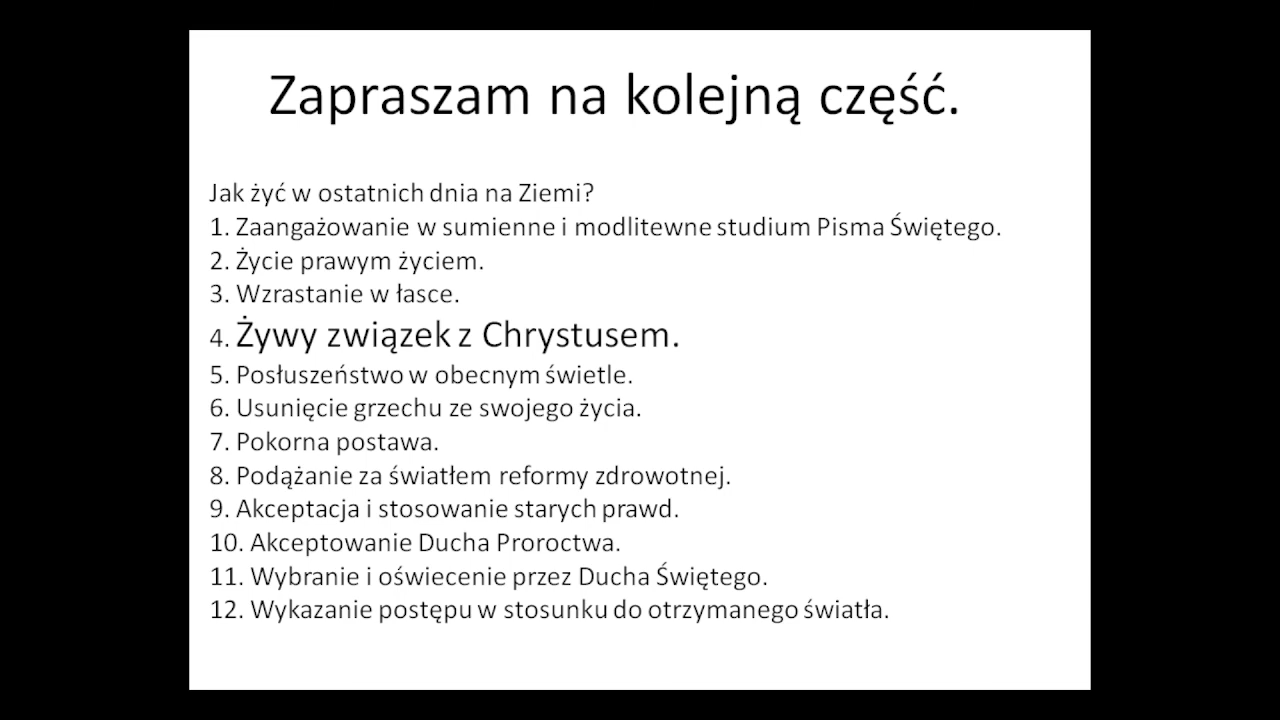 Zapraszam na kolejną część.
Jak żyć w ostatnich dnia na Ziemi?
1. Zaangażowanie w sumienne i modlitewne studium Pisma Świętego.
2. Życie prawym życiem.
3. Wzrastanie w łasce.
4. Żywy związek z Chrystusem.
5. Posłuszeństwo w obecnym świetle.
6. Usunięcie grzechu ze swojego życia.
7. Pokorna postawa.
8. Podążanie za światłem reformy zdrowotnej.
9. Akceptacja i stosowanie starych prawd.
10. Akceptowanie Ducha Proroctwa.
11. Wybranie i oświecenie przez Ducha Świętego.
12. Wykazanie postępu w stosunku do otrzymanego światła.